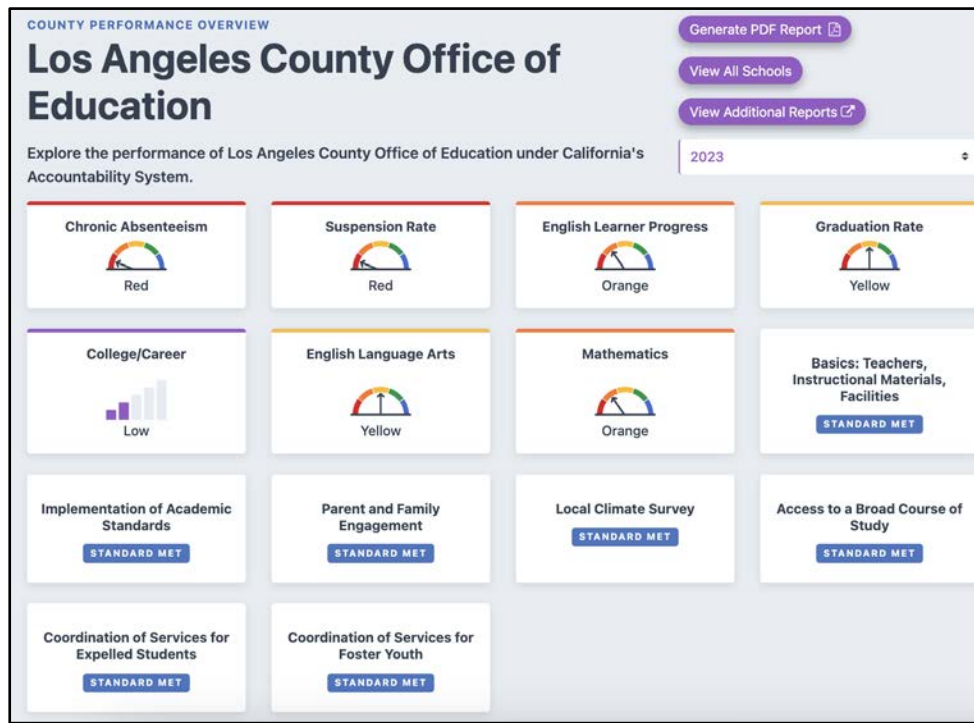 COUNTY PERFORMANCE OVERVIEW
Los Angeles County Office of
Education
Explore the performance of Los Angeles County Office of Education under California's
Accountability System.
Generate PDF Report
View All Schools
View Additional Reports
2023
Chronic Absenteeism
Red
Suspension Rate
Red
English Learner Progress
Orange
Graduation Rate
Yellow
College/Career
Low
English Language Arts
Yellow
Mathematics
Orange
Basics: Teachers,
Instructional Materials,
Facilities
STANDARD MET
Implementation of Academic
Standards
STANDARD MET
Parent and Family
Engagement
STANDARD MET
Local Climate Survey
STANDARD MET
Access to a Broad Course of
Study
STANDARD MET
Coordination of Services for
Expelled Students
STANDARD MET
Coordination of Services for
Foster Youth
STANDARD MET